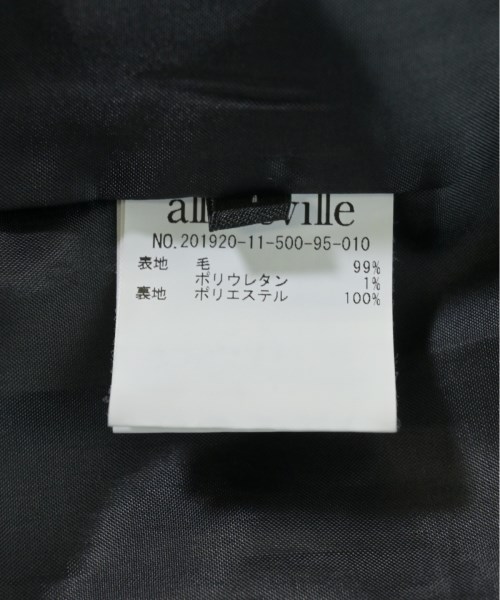 NO.201920-11-500-95-010
表地 毛 99%
ポリウレタン 1%
裏地 ポリエステル 100%